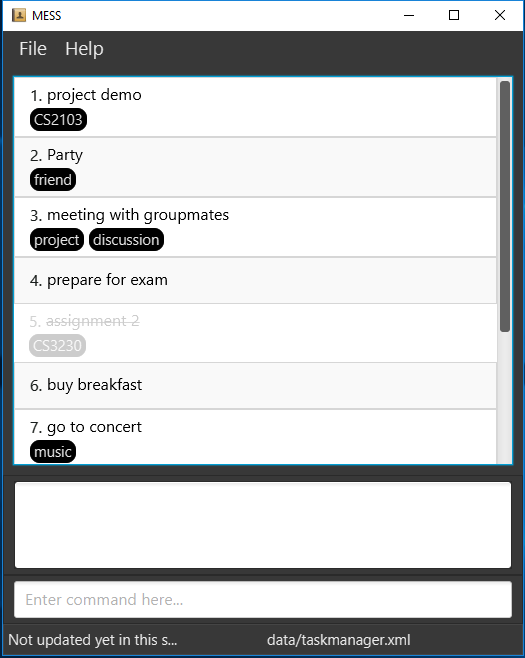 MESS
File Help
1. project demo
CS2103
2. Party
friend
3. meeting with groupmates
project discussion
4. prepare for exam
5. assignment 2
CS3230
6. buy breakfast
7. go to concert
music
Enter command here...
Not updated yet in this s... data/taskmanager.xml